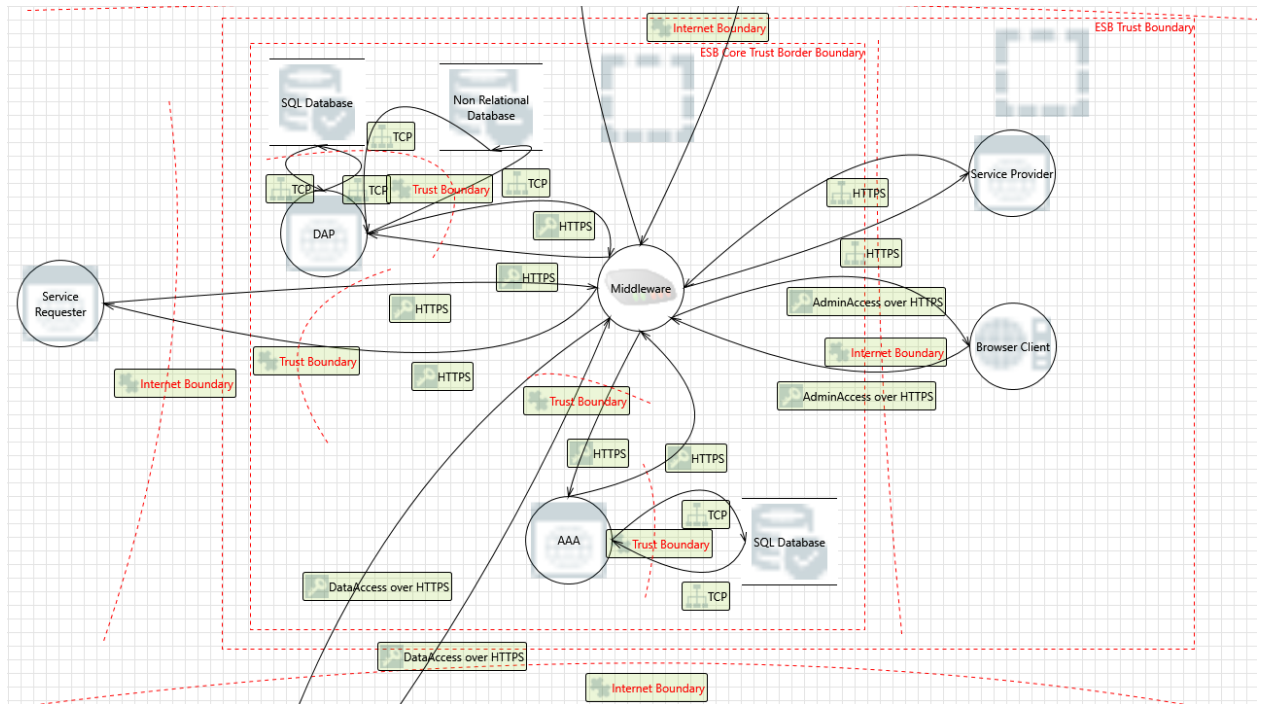 Internet Boundary
ESB Trust Boundary
ESB Core Trust Border Boundary
SQL Database
Non Relational
Database
TCP
TCP
TCP
Trust Boundary
TCP
Service Provider
HTTPS
DAP
HTTPS
HTTPS
HTTPS
Middleware
Service
Requester
HTTPS
AdminAccess over HTTPS
Browser Client
Internet Boundary
Trust Boundary
HTTPS
Internet Boundary
AdminAccess over HTTPS
Trust Boundary
HTTPS
HTTPS
TCP
AAA
Trust Boundary
SQL Database
DataAccess over HTTPS
TCP
DataAccess over HTTPS
Internet Boundary